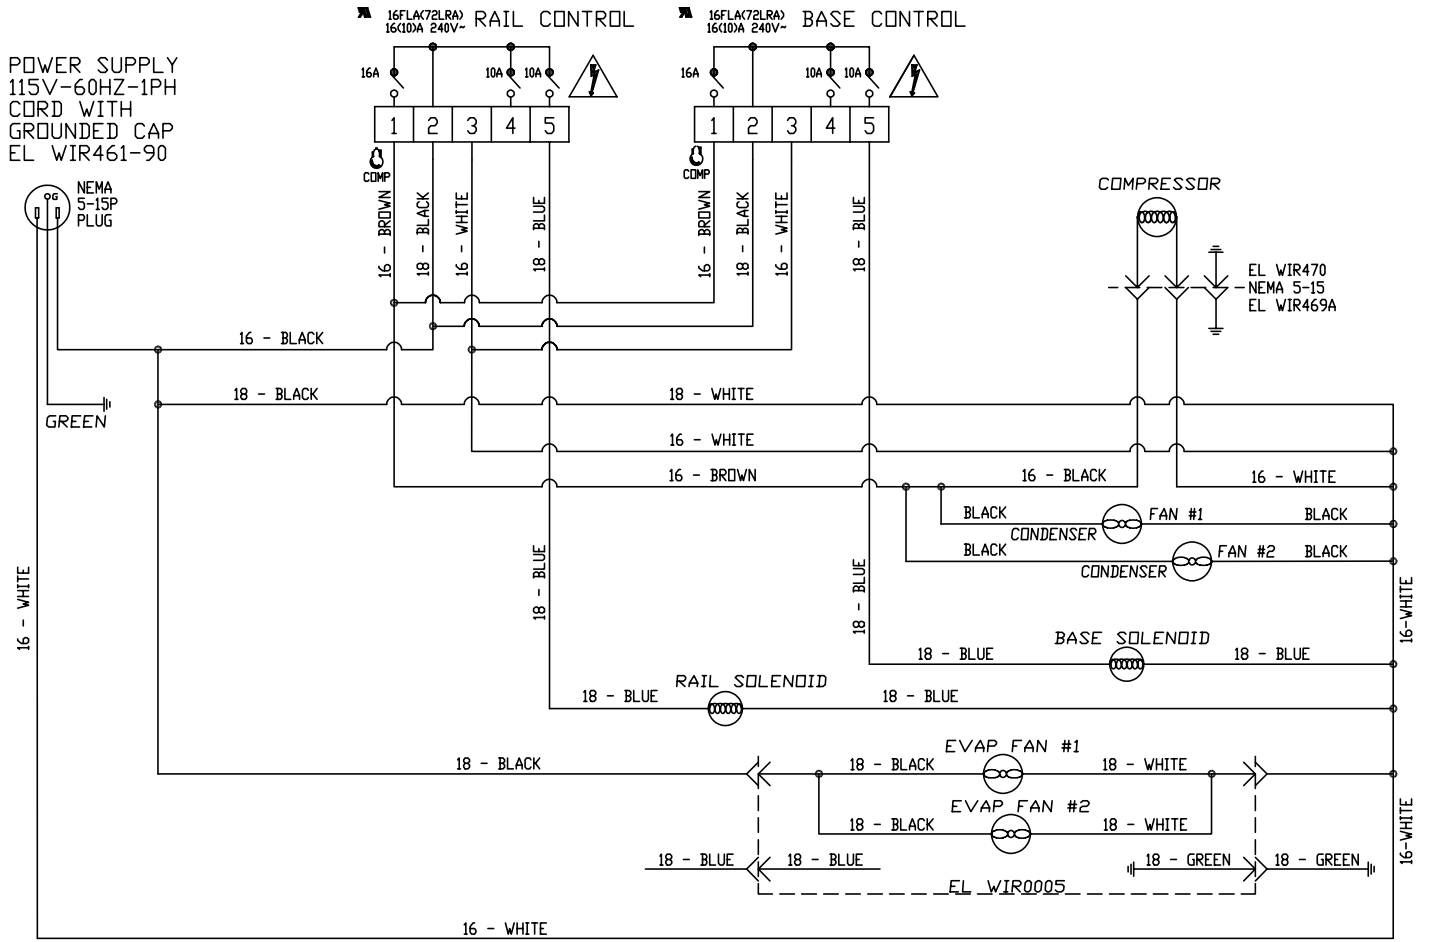 16FLA(72LRA)
16(10)A 240V~
RAIL CONTROL
16FLA(72LRA)
16(10)A 240V~
BASE CONTROL
POWER SUPPLY
115V-60HZ-1PH
CORD WITH
GROUNDED CAP
EL WIR461-90
16A
10A
10A
16A
10A
10A
1
2
3
4
5
1
2
3
4
5
COMP
COMP
G
NEMA
5-15P
PLUG
16 - BROWN
18 - BLACK
16 - WHITE
18 - BLUE
16 - BROWN
18 - BLACK
16 - WHITE
18 - BLUE
COMPRESSOR
EL WIR470
NEMA 5-15
EL WIR469A
16 - BLACK
18 - BLACK
18 - WHITE
GREEN
16 - WHITE
16 - BROWN
16 - BLACK
16 - WHITE
BLACK
FAN #1
BLACK
CONDENSER
BLACK
FAN #2
BLACK
CONDENSER
16 - WHITE
18 - BLUE
18 - BLUE
16-WHITE
BASE SOLENOID
18 - BLUE
18 - BLUE
RAIL SOLENOID
18 - BLUE
18 - BLUE
EVAP FAN #1
18 - BLACK
18 - BLACK
18 - WHITE
EVAP FAN #2
18 - BLACK
18 - WHITE
16-WHITE
18 - BLUE
18 - BLUE
18 - GREEN
18 - GREEN
EL WIR0005
16 - WHITE